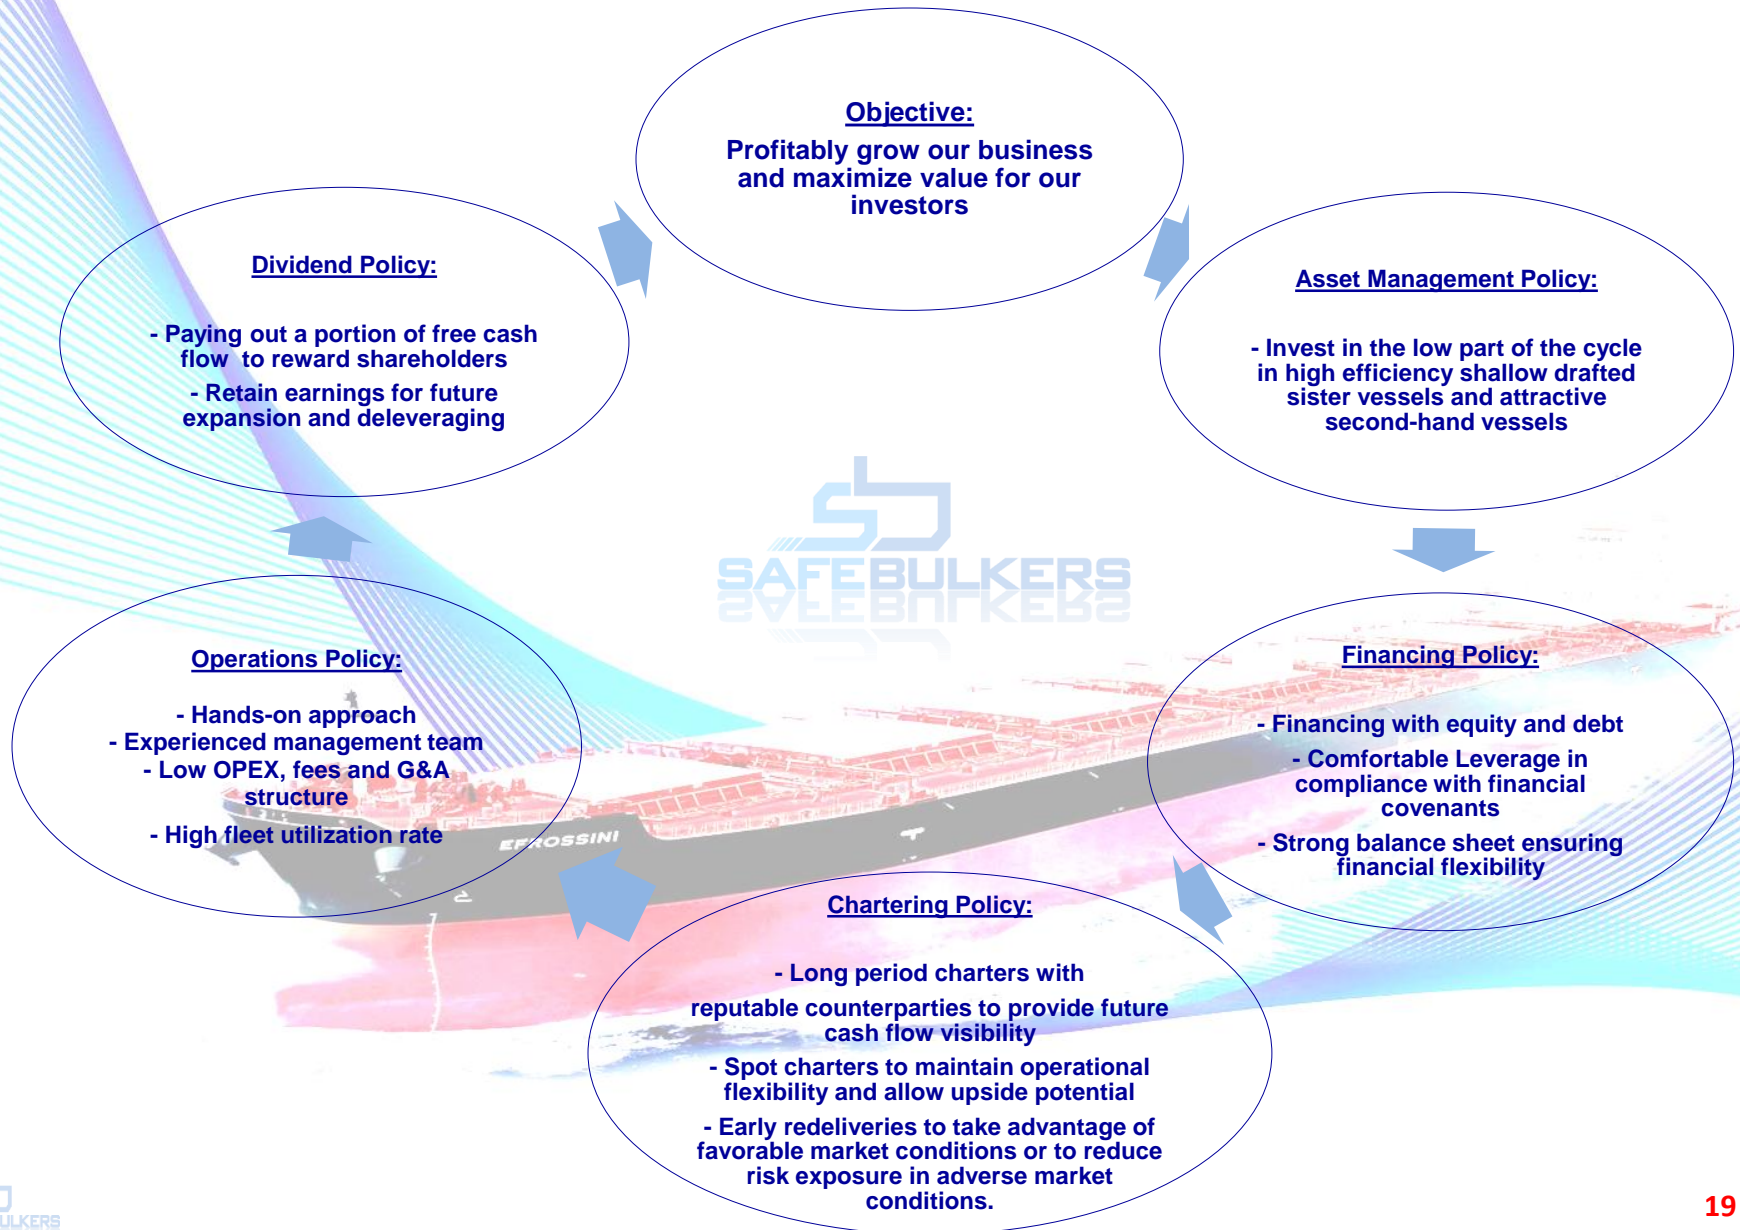 Objective:
Profitably grow our business
and maximize value for our
investors
Dividend Policy:
- Paying out a portion of free cash
flow to reward shareholders
- Retain earnings for future
expansion and deleveraging
Asset Management Policy:
- Invest in the low part of the cycle
in high efficiency shallow drafted
sister vessels and attractive
second-hand vessels
SAFEBULKERS
Operations Policy:
- Hands-on approach
- Experienced management team
- Low OPEX, fees and G&A
structure
- High fleet utilization rate
EFROSSINI
Financing Policy:
- Financing with equity and debt
- Comfortable Leverage in
compliance with financial
covenants
- Strong balance sheet ensuring
financial flexibility
Chartering Policy:
- Long period charters with
reputable counterparties to provide future
cash flow visibility
- Spot charters to maintain operational
flexibility and allow upside potential
- Early redeliveries to take advantage of
favorable market conditions or to reduce
risk exposure in adverse market
conditions.
ULKERS
19